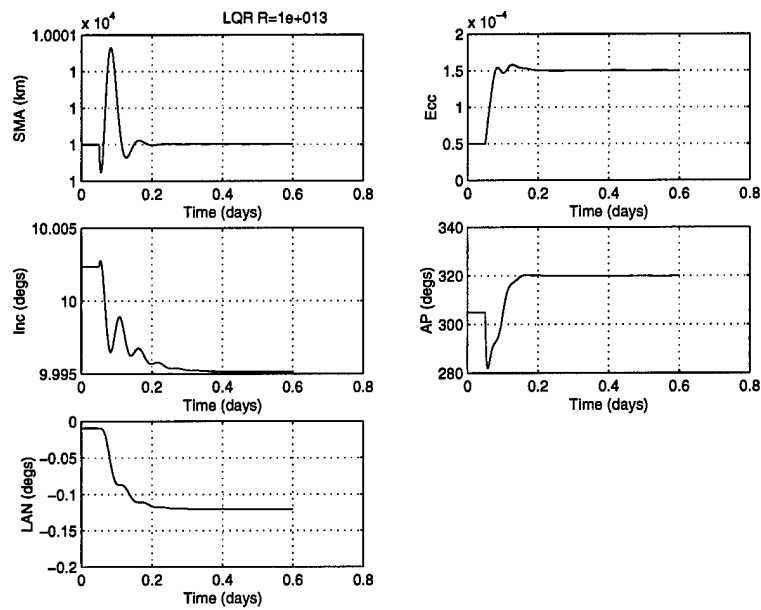 LQR R=1e+013
x 10^4
1.0001
1
1
1
1
SMA (km)
0 0.2 0.4 0.6 0.8
Time (days)
x 10^-4
2
1.5
1
0.5
0
Ecc
0 0.2 0.4 0.6 0.8
Time (days)
10.005
10
9.995
Inc (degs)
0 0.2 0.4 0.6 0.8
Time (days)
340
320
300
280
AP (degs)
0 0.2 0.4 0.6 0.8
Time (days)
0
−0.05
−0.1
−0.15
−0.2
LAN (degs)
0 0.2 0.4 0.6 0.8
Time (days)